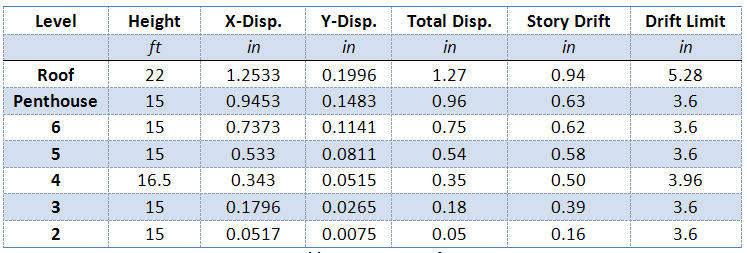 Level Height X-Disp. Y-Disp. Total Disp. Story Drift Drift Limit
ft in in in in in
Roof 22 1.2533 0.1996 1.27 0.94 5.28
Penthouse 15 0.9453 0.1483 0.96 0.63 3.6
6 15 0.7373 0.1141 0.75 0.62 3.6
5 15 0.533 0.0811 0.54 0.58 3.6
4 16.5 0.343 0.0515 0.35 0.50 3.96
3 15 0.1796 0.0265 0.18 0.39 3.6
2 15 0.0517 0.0075 0.05 0.16 3.6